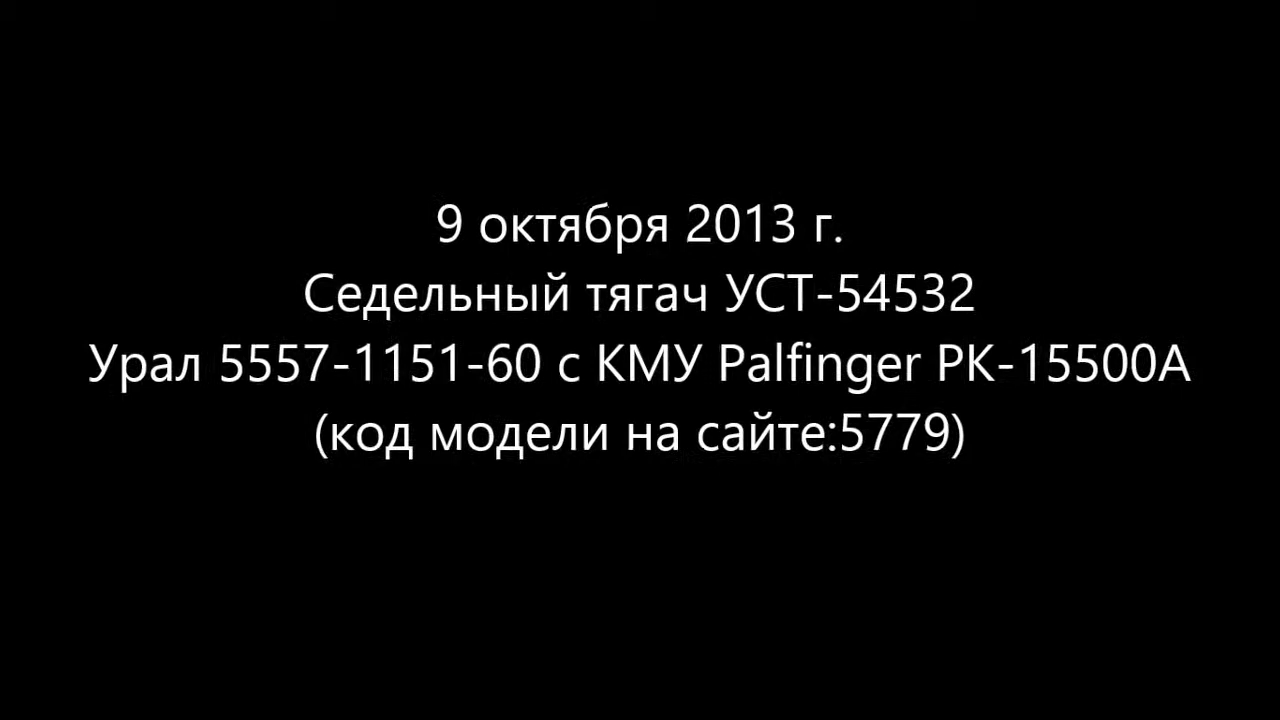 9 октября 2013 г.
Седельный тягач УСТ-54532
Урал 5557-1151-60 с КМУ Palfinger PK-15500A
(код модели на сайте:5779)